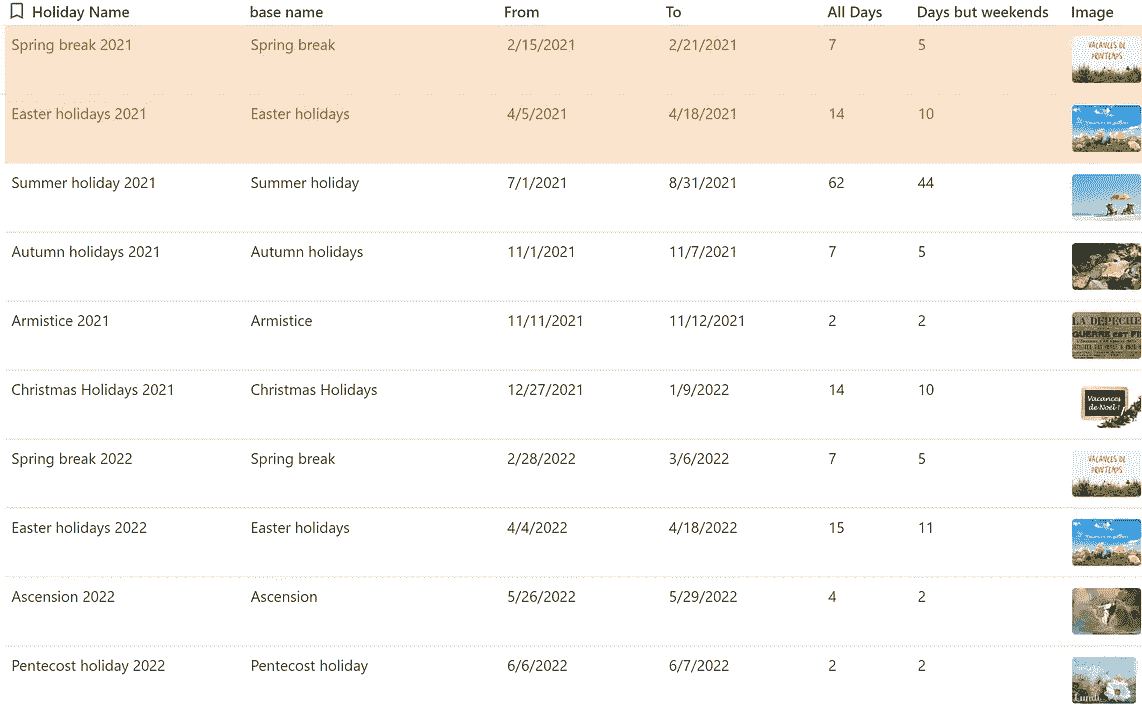 Holiday Name base name From To All Days Days but weekends Image
Spring break 2021 Spring break 2/15/2021 2/21/2021 7 5
VACANCES DE
PRINTEMPS
Easter holidays 2021 Easter holidays 4/5/2021 4/18/2021 14 10
Summer holiday 2021 Summer holiday 7/1/2021 8/31/2021 62 44
Autumn holidays 2021 Autumn holidays 11/1/2021 11/7/2021 7 5
Armistice 2021 Armistice 11/11/2021 11/12/2021 2 2
LA DEPECHE
GUERRE EST
Christmas Holidays 2021 Christmas Holidays 12/27/2021 1/9/2022 14 10
Vacances
de Noël !
Spring break 2022 Spring break 2/28/2022 3/6/2022 7 5
VACANCES DE
PRINTEMPS
Easter holidays 2022 Easter holidays 4/4/2022 4/18/2022 15 11
Ascension 2022 Ascension 5/26/2022 5/29/2022 4 2
Pentecost holiday 2022 Pentecost holiday 6/6/2022 6/7/2022 2 2
Lundi